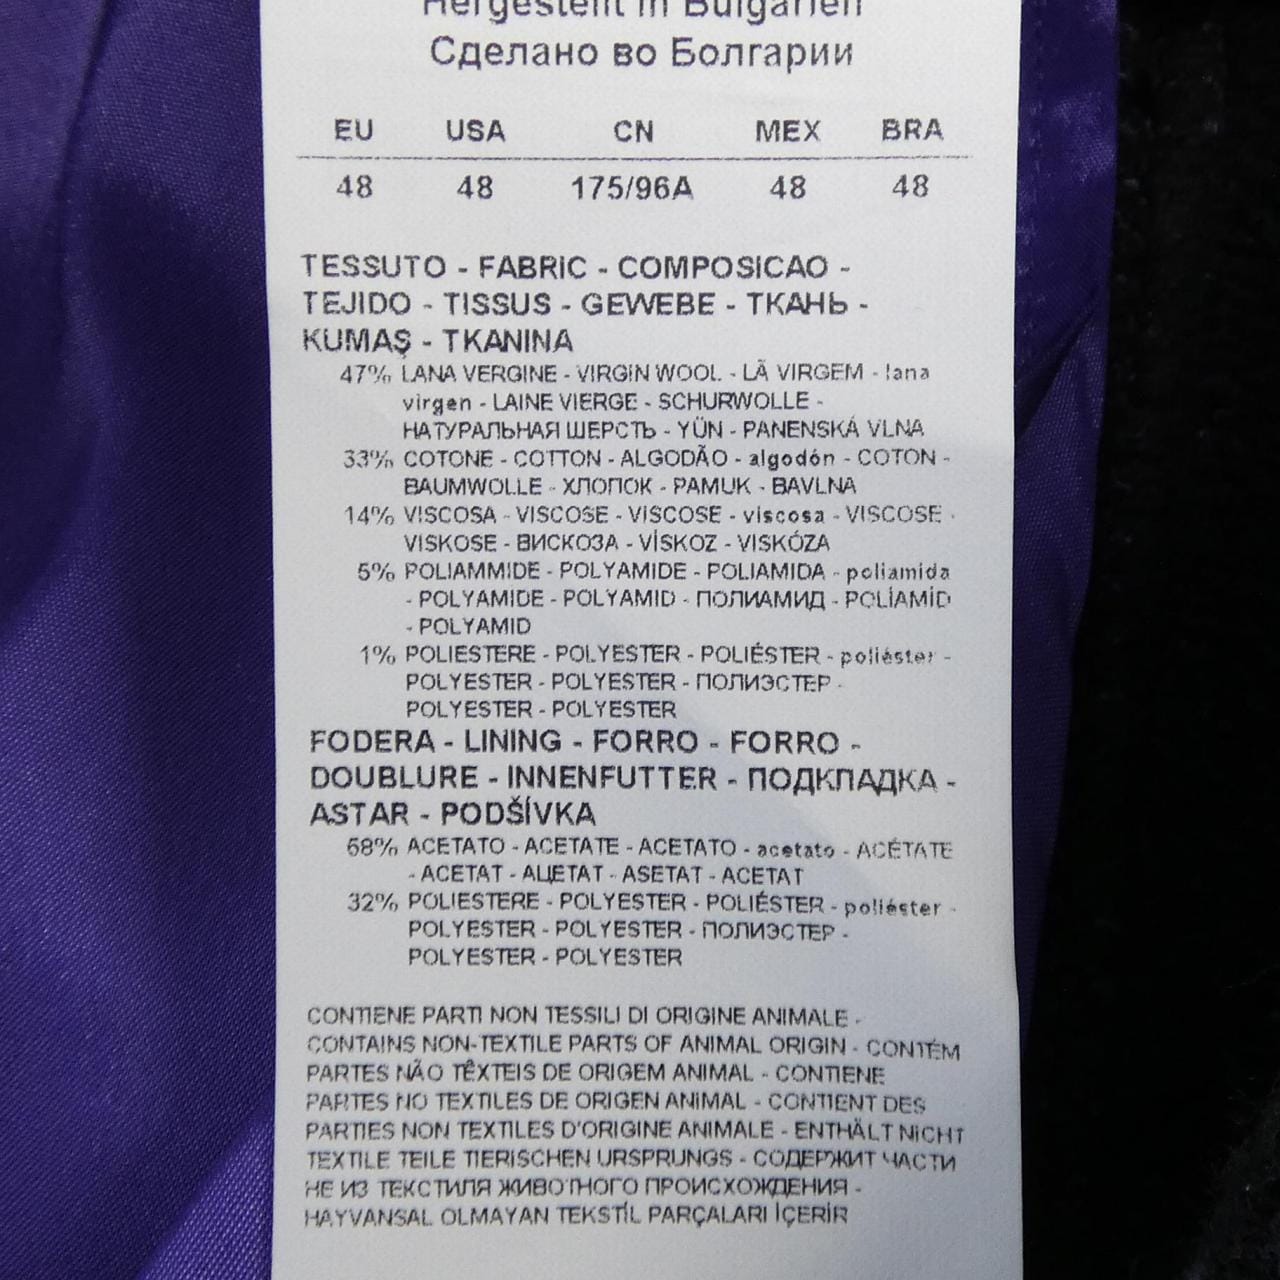 Hergestellt in Bulgarien
Сделано во Болгарии
EU USA CN MEX BRA
48 48 175/96A 48 48
TESSUTO - FABRIC - COMPOSICAO -
TEJIDO - TISSUS - GEWEBE - ТКАНЬ -
KUMAŞ - TKANINA
47% LANA VERGINE - VIRGIN WOOL - LÃ VIRGEM - lana
virgen - LAINE VIERGE - SCHURWOLLE -
НАТУРАЛЬНАЯ ШЕРСТЬ - YÜN - PANENSKÁ VLNA
33% COTONE - COTTON - ALGODÃO - algodón - COTON -
BAUMWOLLE - ХЛОПОК - PAMUK - BAVLNA
14% VISCOSA - VISCOSE - VISCOSE - viscosa - VISCOSE -
VISKOSE - ВИСКОЗА - VİSKOZ - VISKÓZA
5% POLIAMMIDE - POLYAMIDE - POLIAMIDA - poliamida
- POLYAMIDE - POLYAMID - ПОЛИАМИД - POLİAMİD
- POLYAMID
1% POLIESTERE - POLYESTER - POLIÉSTER - poliéster -
POLYESTER - POLYESTER - ПОЛИЭСТЕР -
POLYESTER - POLYESTER
FODERA - LINING - FORRO - FORRO -
DOUBLURE - INNENFUTTER - ПОДКЛАДКА -
ASTAR - PODŠÍVKA
68% ACETATO - ACETATE - ACETATO - acetato - ACÉTATE
- ACETAT - АЦЕТАТ - ASETAT - ACETAT
32% POLIESTERE - POLYESTER - POLIÉSTER - poliéster -
POLYESTER - POLYESTER - ПОЛИЭСТЕР -
POLYESTER - POLYESTER
CONTIENE PARTI NON TESSILI DI ORIGINE ANIMALE -
CONTAINS NON-TEXTILE PARTS OF ANIMAL ORIGIN - CONTÉM
PARTES NÃO TÊXTEIS DE ORIGEM ANIMAL - CONTIENE
PARTES NO TEXTILES DE ORIGEN ANIMAL - CONTIENT DES
PARTIES NON TEXTILES D'ORIGINE ANIMALE - ENTHÄLT NICHT
TEXTILE TEILE TIERISCHEN URSPRUNGS - СОДЕРЖИТ ЧАСТИ
НЕ ИЗ ТЕКСТИЛЯ ЖИВОТНОГО ПРОИСХОЖДЕНИЯ -
HAYVANSAL OLMAYAN TEKSTİL PARÇALARI İÇERİR